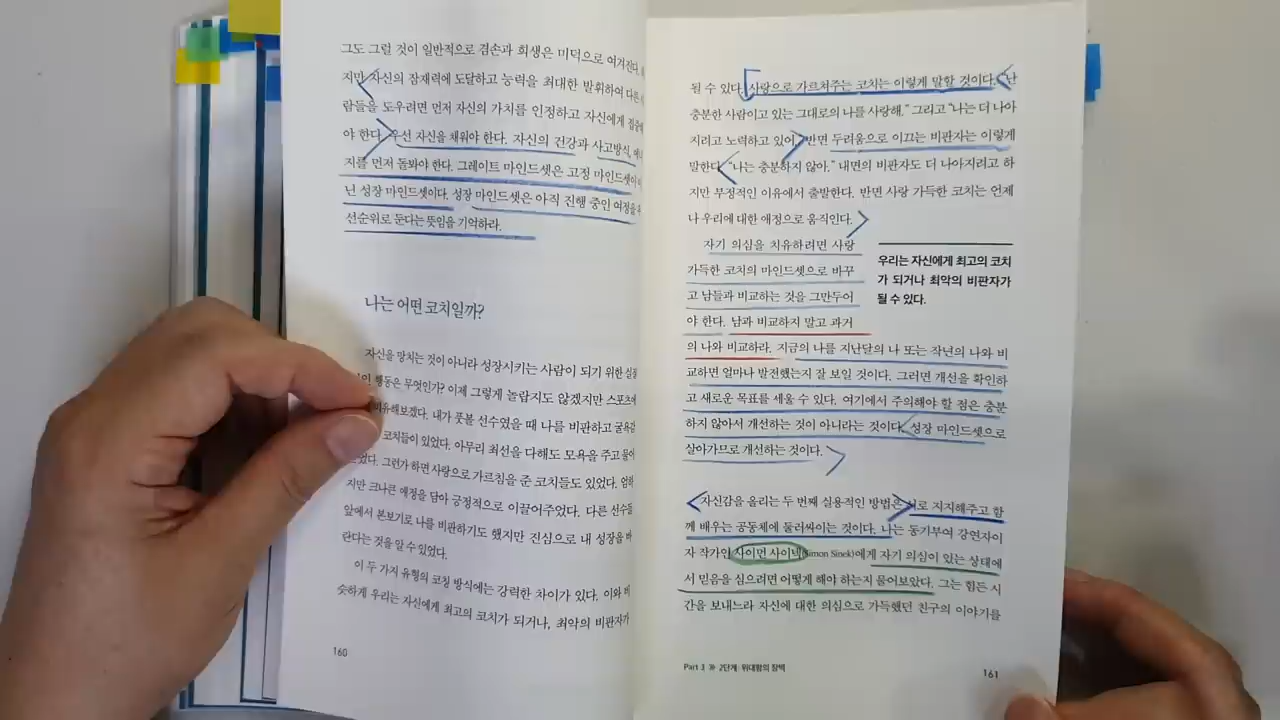 그도 그럴 것이 일반적으로 겸손과 희생은 미덕으로 여겨진다.
지만 자신의 잠재력에 도달하고 능력을 최대한 발휘하여 다른
람들을 도우려면 먼저 자신의 가치를 인정하고 자신에게 집중해
야 한다. 우선 자신을 채워야 한다. 자신의 건강과 사고방식,
지를 먼저 돌봐야 한다. 그레이트 마인드셋은 고정 마인드셋이
닌 성장 마인드셋이다. 성장 마인드셋은 아직 진행 중인 여정을
선순위로 둔다는 뜻임을 기억하라.
나는 어떤 코치일까?
자신을 망치는 것이 아니라 성장시키는 사람이 되기 위한
행동은 무엇인가? 이제 그렇게 놀랍지도 않겠지만 스포츠에
비유해보겠다. 내가 풋볼 선수였을 때 나를 비판하고
코치들이 있었다. 아무리 최선을 다해도 모욕을 주고
그런가 하면 사랑으로 가르침을 준 코치들도 있었다.
지만 크나큰 애정을 담아 긍정적으로 이끌어주었다. 다른 선수들
앞에서 본보기로 나를 비판하기도 했지만 진심으로 내 성장을
란다는 것을 알 수 있었다.
이 두 가지 유형의 코칭 방식에는 강력한 차이가 있다. 이와
슷하게 우리는 자신에게 최고의 코치가 되거나, 최악의 비판자가
160
될 수 있다. 사랑으로 가르쳐주는 코치는 이렇게 말할 것이다. “난
충분한 사람이고 있는 그대로의 나를 사랑해.” 그리고 “나는 더 나아
지려고 노력하고 있어.” 반면 두려움으로 이끄는 비판자는 이렇게
말한다. “나는 충분하지 않아.” 내면의 비판자도 더 나아지려고 하
지만 부정적인 이유에서 출발한다. 반면 사랑 가득한 코치는 언제
나 우리에 대한 애정으로 움직인다.
자기 의심을 치유하려면 사랑
가득한 코치의 마인드셋으로 바꾸
고 남들과 비교하는 것을 그만두어
야 한다. 남과 비교하지 말고 과거
의 나와 비교하라. 지금의 나를 지난달의 나 또는 작년의 나와 비
교하면 얼마나 발전했는지 잘 보일 것이다. 그러면 개선을 확인하
고 새로운 목표를 세울 수 있다. 여기에서 주의해야 할 점은 충분
하지 않아서 개선하는 것이 아니라는 것이다. 성장 마인드셋으로
살아가므로 개선하는 것이다.
우리는 자신에게 최고의 코치
가 되거나 최악의 비판자가
될 수 있다.
자신감을 올리는 두 번째 실용적인 방법은 서로 지지해주고 함
께 배우는 공동체에 둘러싸이는 것이다. 나는 동기부여 강연자이
자 작가인 사이먼 사이넥(Simon Sinek)에게 자기 의심이 있는 상태에
서 믿음을 심으려면 어떻게 해야 하는지 물어보았다. 그는 힘든 시
간을 보내느라 자신에 대한 의심으로 가득했던 친구의 이야기를
Part 3 2단계: 위대함의 장벽
161